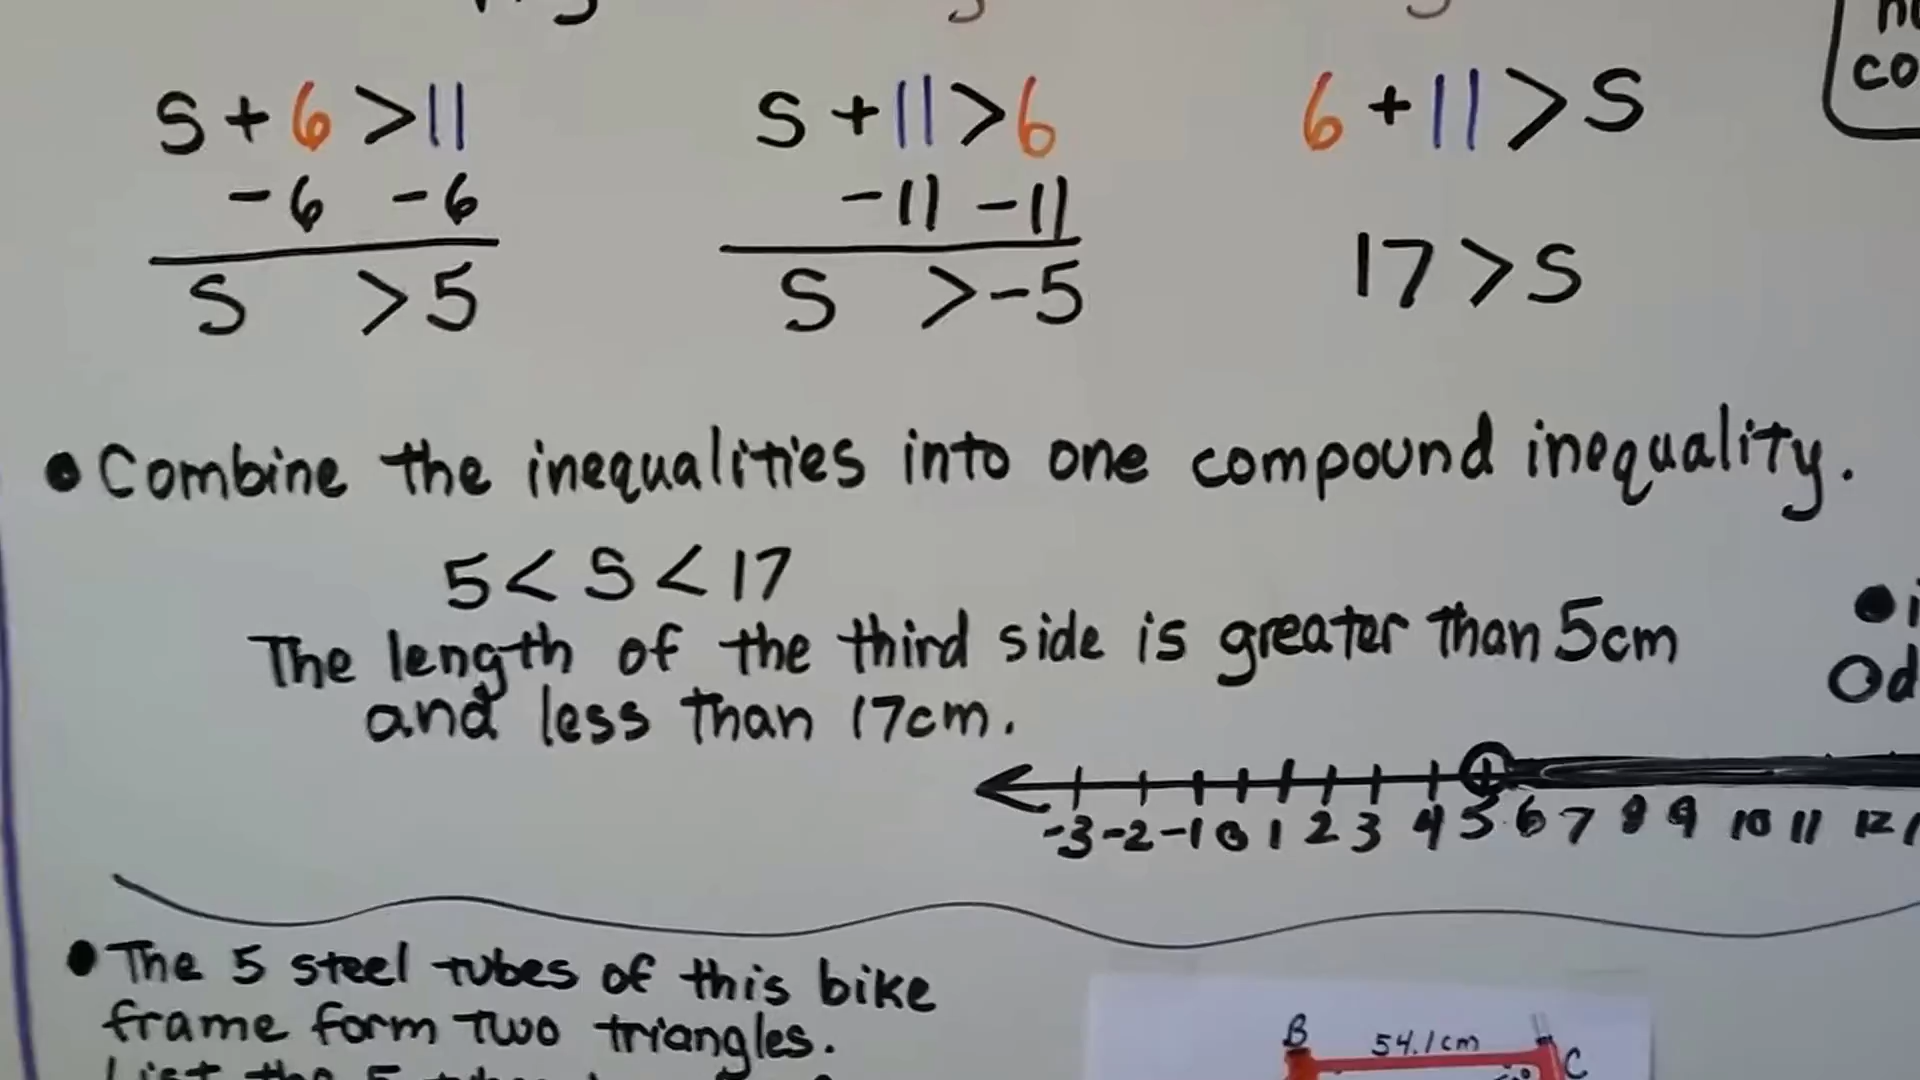 S + 6 > 11
S + 11 > 6
6 + 11 > S
co
- 6 - 6
- 11 - 11
S > 5
S > - 5
17 > S
• Combine the inequalities into one compound inequality.
5 < S < 17
The length of the third side is greater than 5cm
and less than 17cm.
-3 -2 -1 0 1 2 3 4 5 6 7 8 9 10 11 12
• The 5 steel tubes of this bike
frame form two triangles.
B 54.1cm C